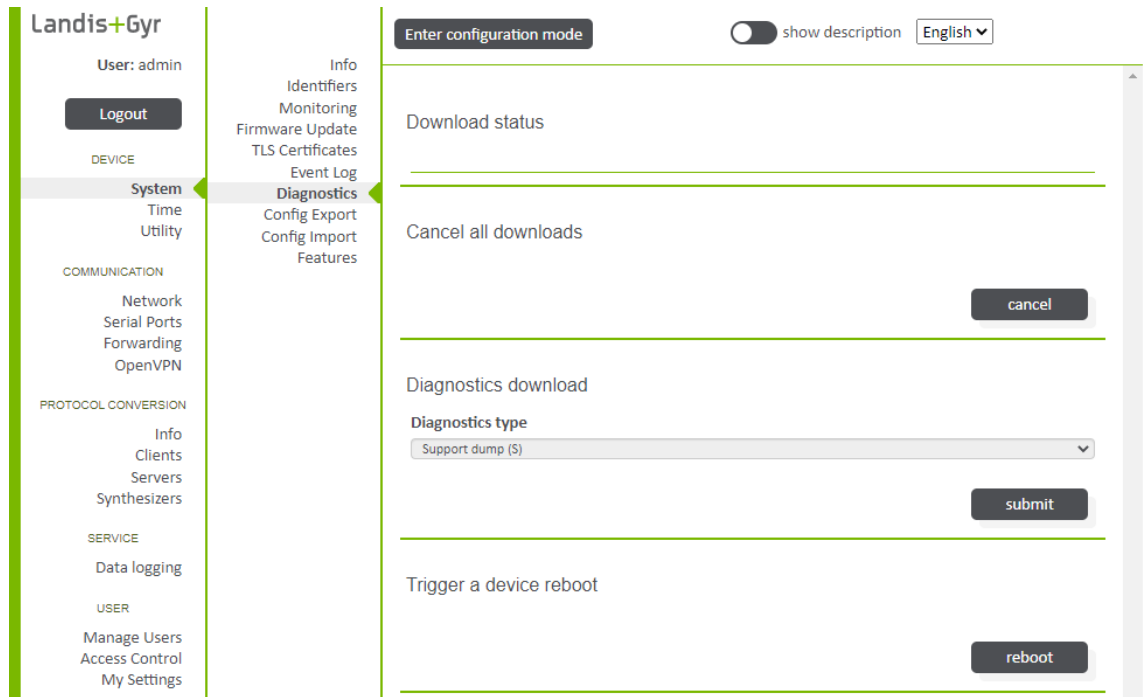 Landis+Gyr
User: admin
Logout
DEVICE
System
Time
Utility
COMMUNICATION
Network
Serial Ports
Forwarding
OpenVPN
PROTOCOL CONVERSION
Info
Clients
Servers
Synthesizers
SERVICE
Data logging
USER
Manage Users
Access Control
My Settings
Info
Identifiers
Monitoring
Firmware Update
TLS Certificates
Event Log
Diagnostics
Config Export
Config Import
Features
Enter configuration mode
show description
English
Download status
Cancel all downloads
cancel
Diagnostics download
Diagnostics type
Support dump (S)
submit
Trigger a device reboot
reboot